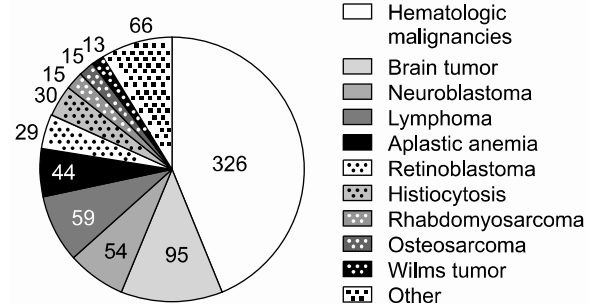 66
13
15
15
30
29
44
59
54
95
326
Hematologic
malignancies
Brain tumor
Neuroblastoma
Lymphoma
Aplastic anemia
Retinoblastoma
Histiocytosis
Rhabdomyosarcoma
Osteosarcoma
Wilms tumor
Other